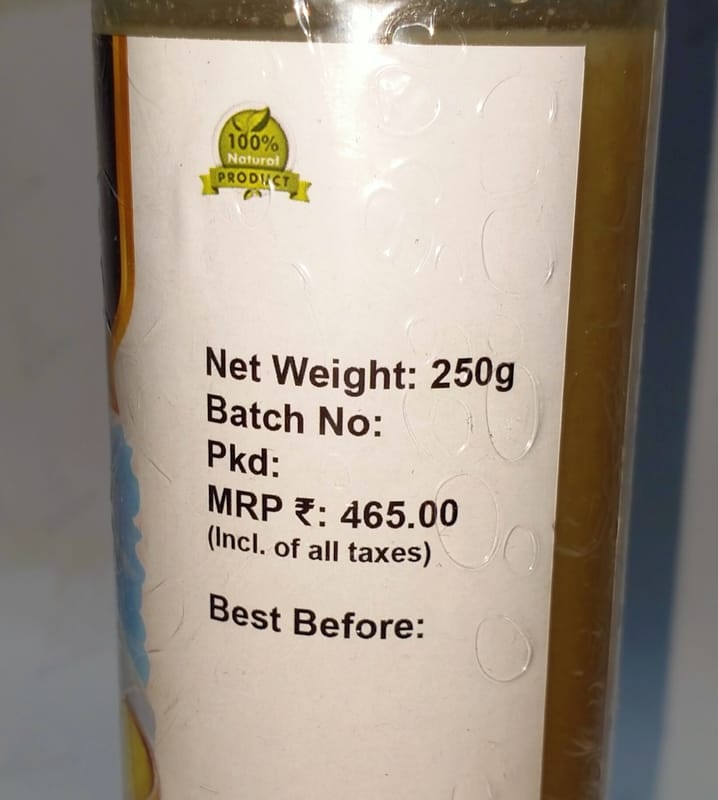 100%
Natural
PRODUCT
Net Weight: 250g
Batch No:
Pkd:
MRP ₹: 465.00
(Incl. of all taxes)
Best Before: